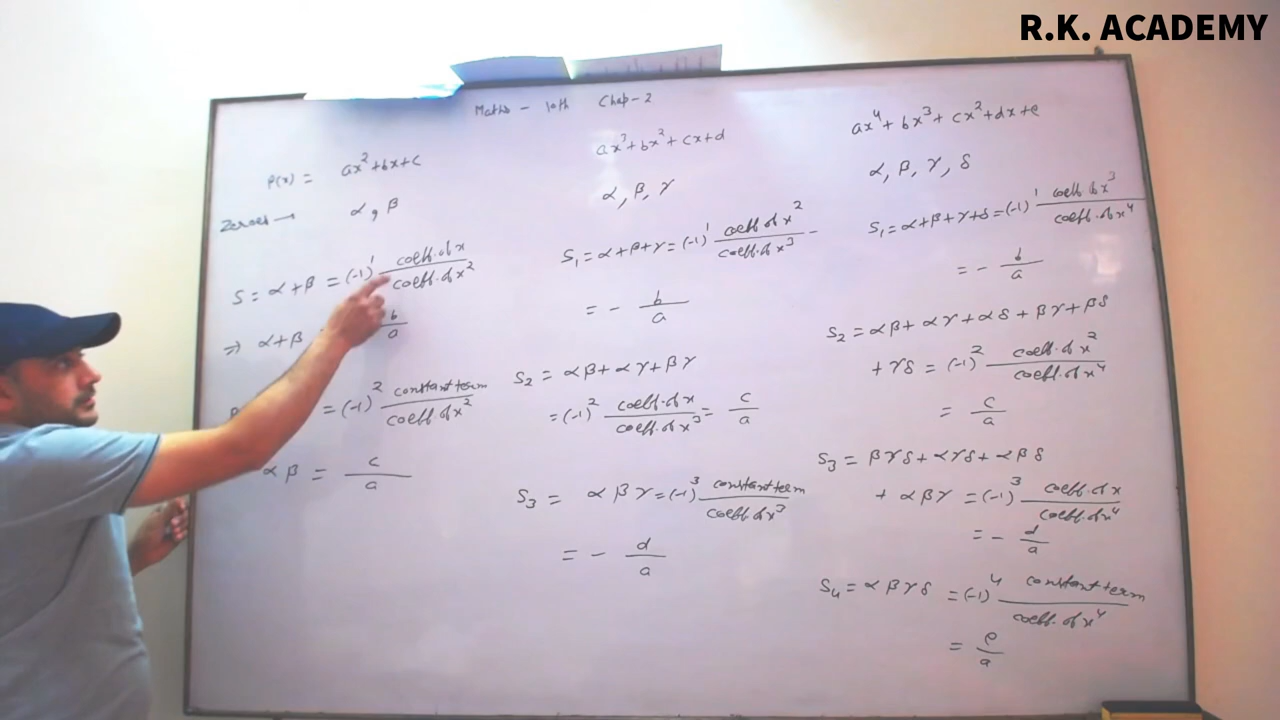 R.K. ACADEMY
Maths - 10th Chap-2
P(x) = ax²+bx+c
Zeroes → α, β
S = α+β = (-1)¹ coeff. of x / coeff. of x²
⇒ α+β b/a
= (-1)² constant term / coeff. of x²
αβ = c/a
ax³+bx²+cx+d
α, β, γ
S₁ = α+β+γ = (-1)¹ coeff of x² / coeff. of x³ -
= - b/a
S₂ = αβ+αγ+βγ
= (-1)² coeff. of x / coeff. of x³ = c/a
S₃ = αβγ = (-1)³ constant term / coeff. of x³
= - d/a
ax⁴+bx³+cx²+dx+e
α, β, γ, δ
S₁ = α+β+γ+δ = (-1)¹ coeff. of x³ / coeff. of x⁴
= - b/a
S₂ = αβ+αγ+αδ+βγ+βδ
+γδ = (-1)² coeff. of x² / coeff. of x⁴
= c/a
S₃ = βγδ+αγδ+αβδ
+ αβγ = (-1)³ coeff. of x / coeff. of x⁴
= - d/a
S₄ = αβγδ = (-1)⁴ constant term / coeff. of x⁴
= e/a